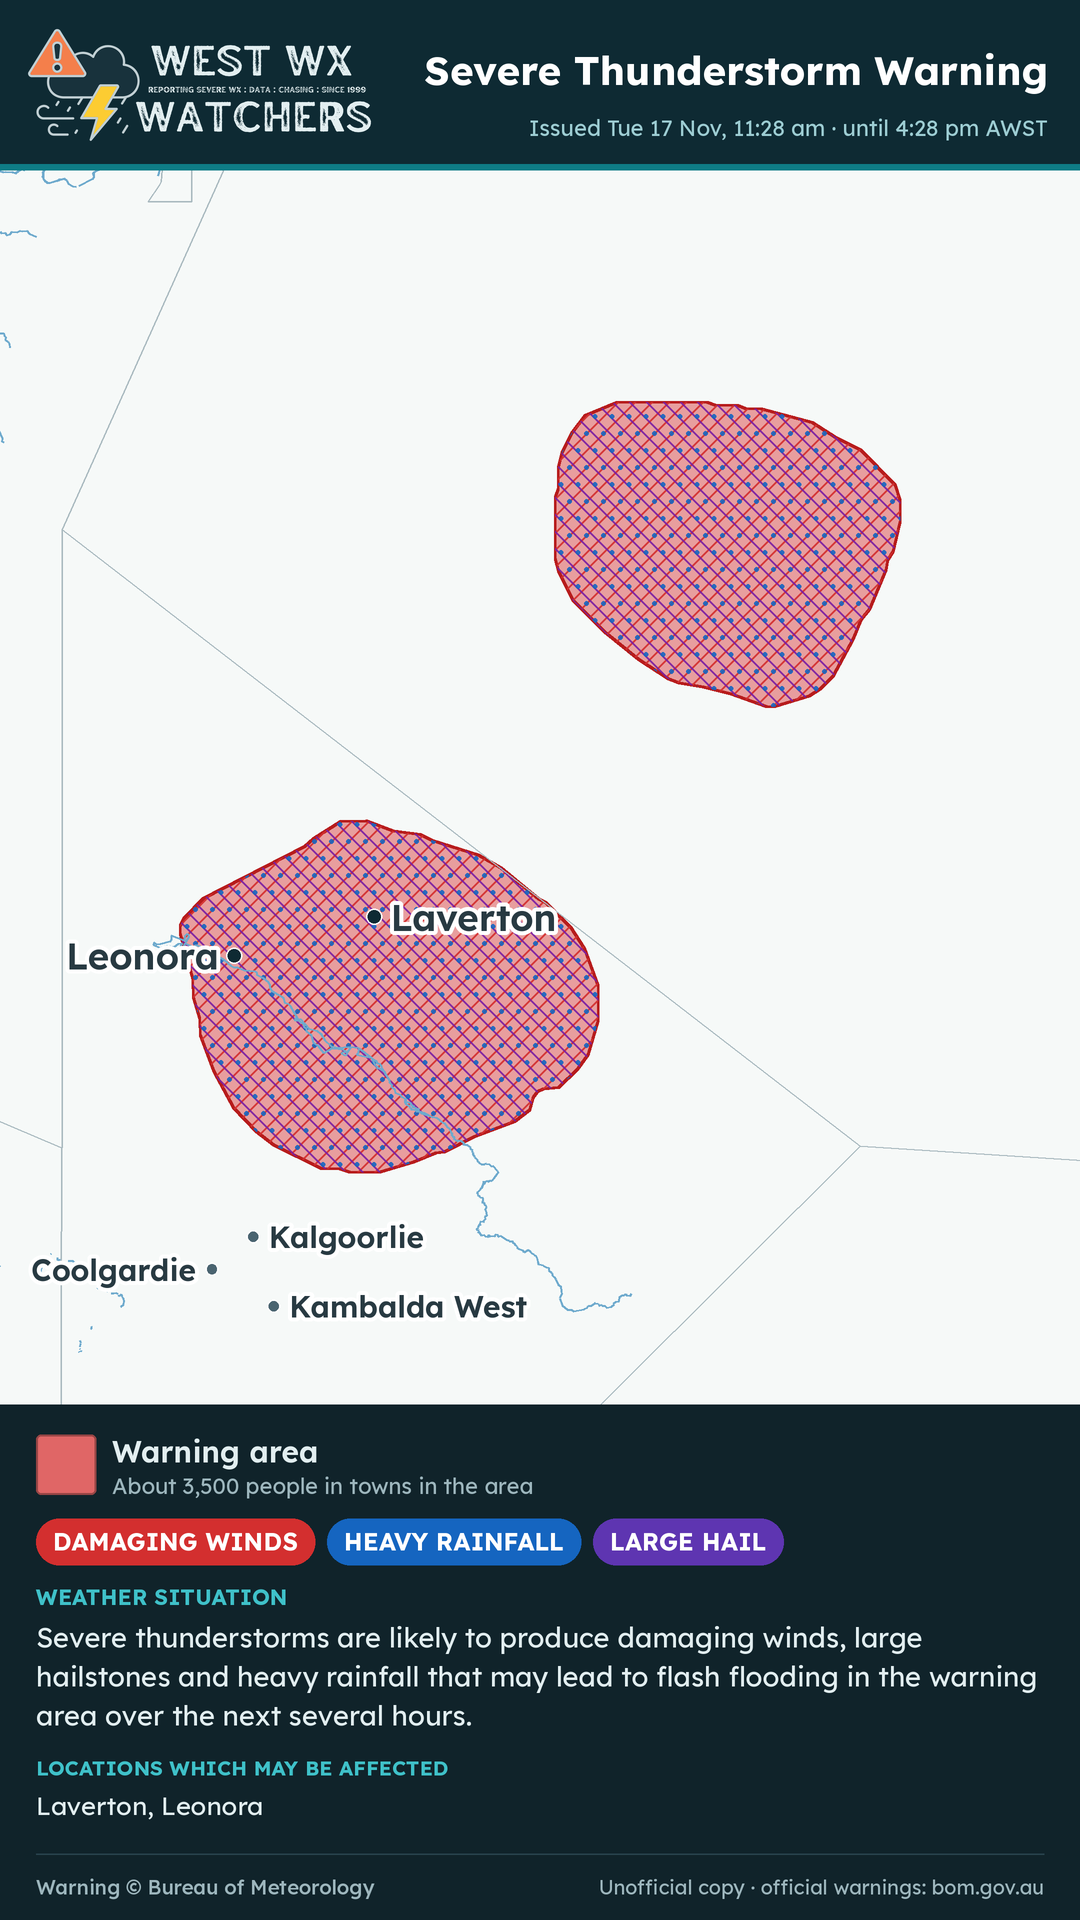 WEST WX
REPORTING SEVERE WX : DATA : CHASING : SINCE 1999
WATCHERS
Severe Thunderstorm Warning
Issued Tue 17 Nov, 11:28 am · until 4:28 pm AWST
Laverton
Leonora
Kalgoorlie
Coolgardie
Kambalda West
Warning area
About 3,500 people in towns in the area
DAMAGING WINDS HEAVY RAINFALL LARGE HAIL
WEATHER SITUATION
Severe thunderstorms are likely to produce damaging winds, large
hailstones and heavy rainfall that may lead to flash flooding in the warning
area over the next several hours.
LOCATIONS WHICH MAY BE AFFECTED
Laverton, Leonora
Warning © Bureau of Meteorology
Unofficial copy · official warnings: bom.gov.au